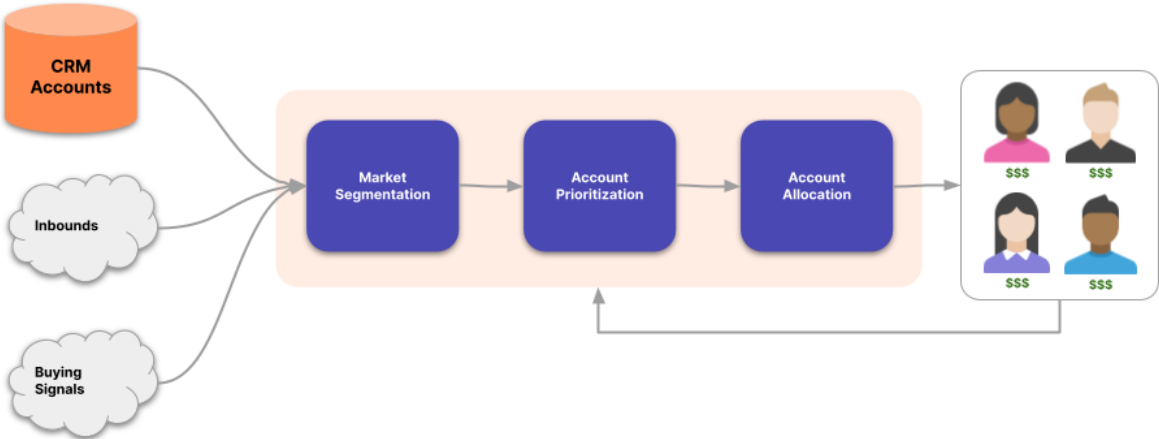 CRM
Accounts
Inbounds
Buying
Signals
Market
Segmentation
Account
Prioritization
Account
Allocation
$$$
$$$
$$$
$$$